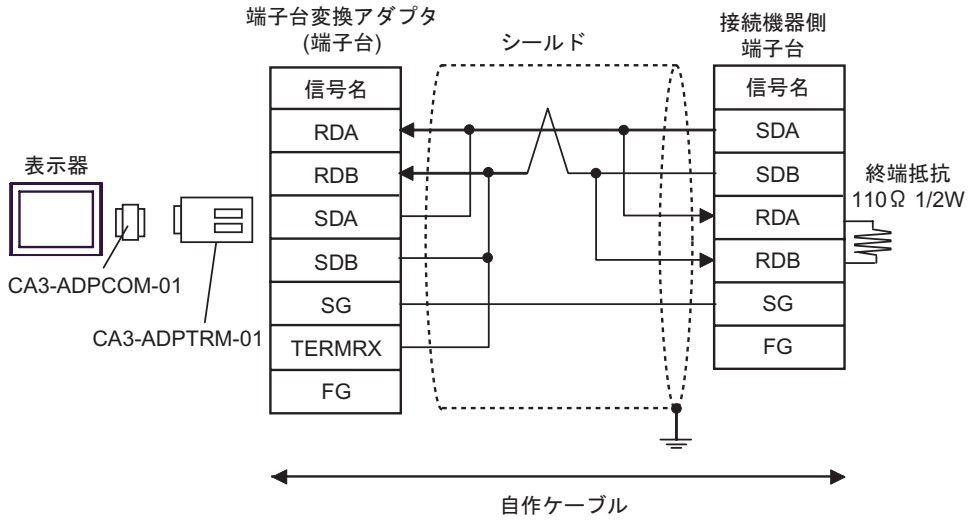 端子台変換アダプタ
(端子台)
シールド
接続機器側
端子台
信号名
RDA
RDB
SDA
SDB
SG
TERMRX
FG
信号名
SDA
SDB
RDA
RDB
SG
FG
表示器
CA3-ADPCOM-01
CA3-ADPTRM-01
終端抵抗
110Ω 1/2W
自作ケーブル